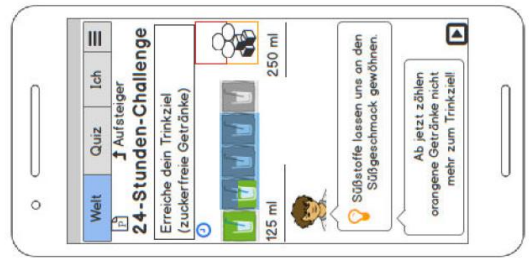 Welt Quiz Ich
Aufsteiger
24-Stunden-Challenge
Erreiche dein Trinkziel
(zuckerfreie Getränke)
125 ml 250 ml
Süßstoffe lassen uns an den
Süßgeschmack gewöhnen.
Ab jetzt zählen
orangene Getränke nicht
mehr zum Trinkziel!